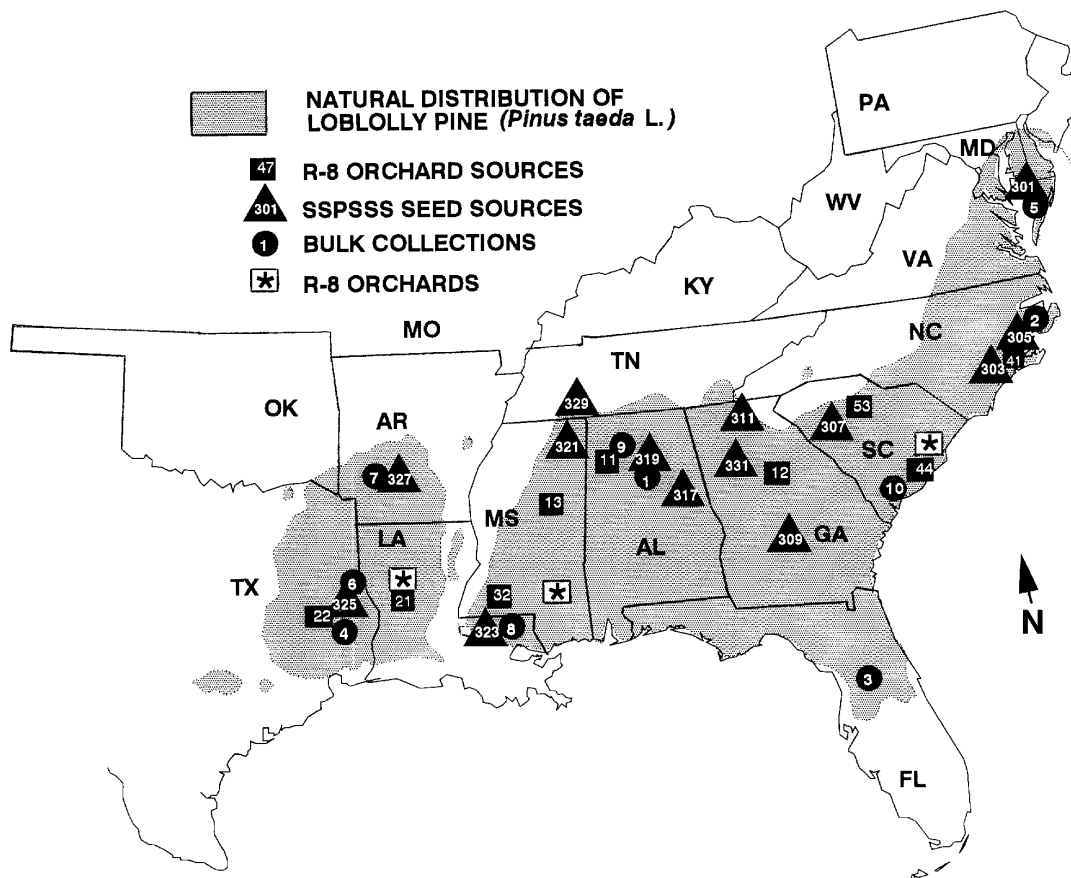 NATURAL DISTRIBUTION OF
LOBLOLLY PINE (Pinus taeda L.)
47 R-8 ORCHARD SOURCES
301 SSPSSS SEED SOURCES
1 BULK COLLECTIONS
* R-8 ORCHARDS
PA
MD
301
5
WV
VA
KY
MO
NC
2
305
41
303
TN
OK
AR
329
311
53
307
SC
*
44
10
321
9
11
319
1
317
331
12
7
327
13
MS
AL
309
GA
LA
TX
6
325
22
4
*
21
32
*
323
8
N
3
FL